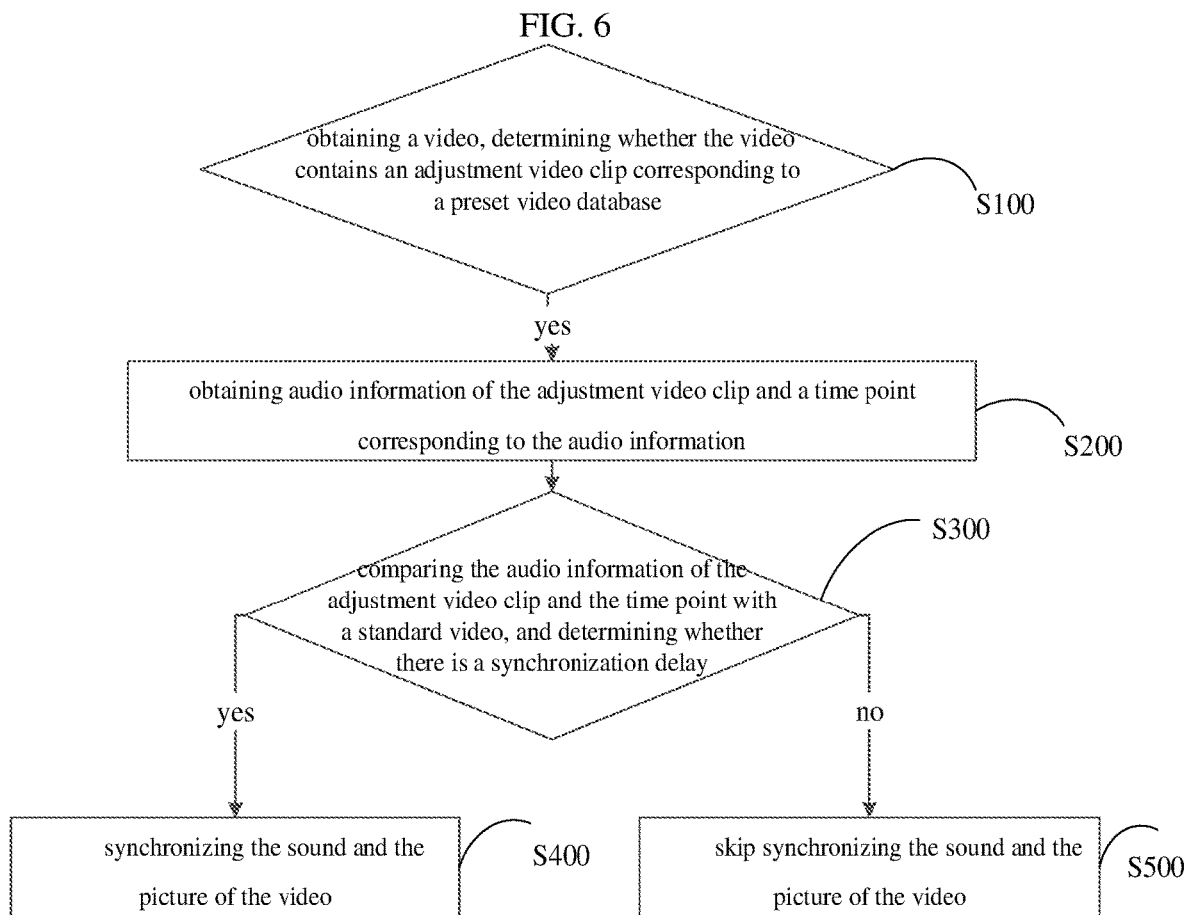 FIG. 6
obtaining a video, determining whether the video
contains an adjustment video clip corresponding to
a preset video database
S100
yes
obtaining audio information of the adjustment video clip and a time point
corresponding to the audio information
S200
comparing the audio information of the
adjustment video clip and the time point with
a standard video, and determining whether
there is a synchronization delay
S300
yes
no
synchronizing the sound and the
picture of the video
S400
skip synchronizing the sound and the
picture of the video
S500